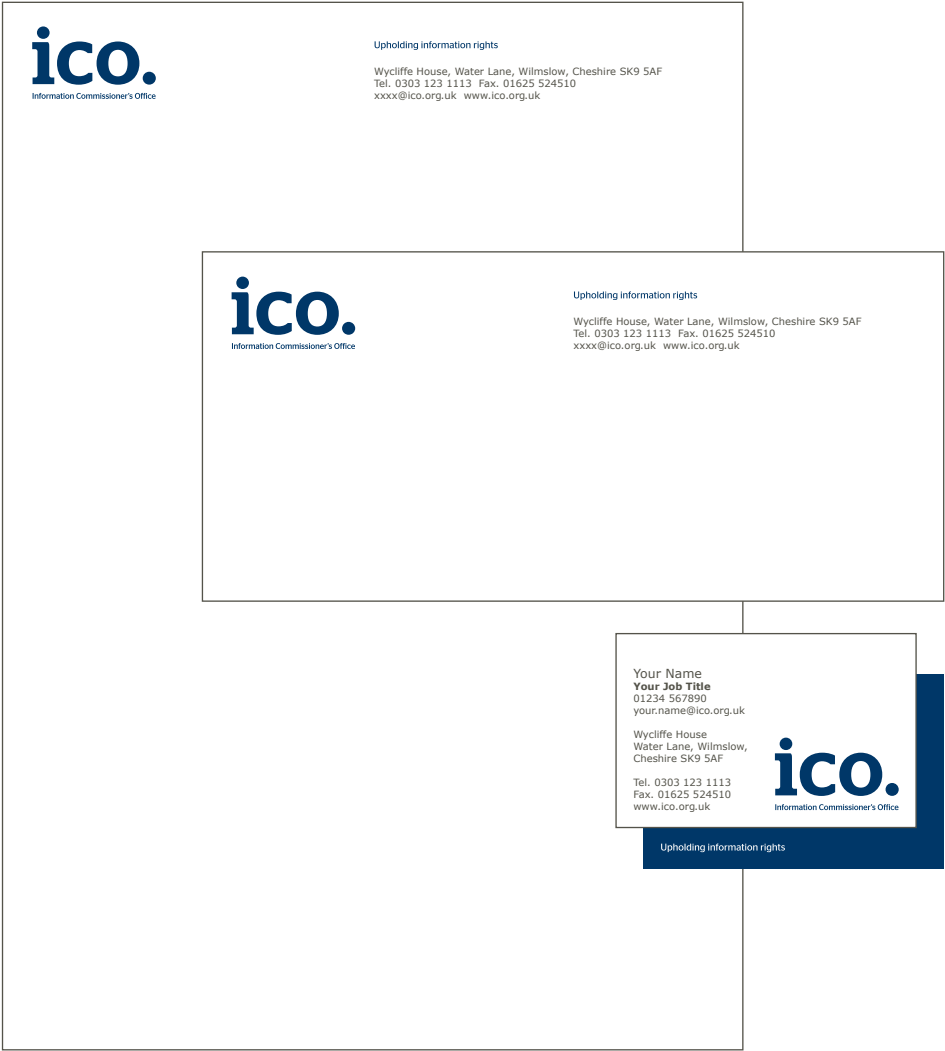 ico.
Information Commissioner's Office
Upholding information rights
Wycliffe House, Water Lane, Wilmslow, Cheshire SK9 5AF
Tel. 0303 123 1113  Fax. 01625 524510
xxxx@ico.org.uk  www.ico.org.uk
ico.
Information Commissioner's Office
Upholding information rights
Wycliffe House, Water Lane, Wilmslow, Cheshire SK9 5AF
Tel. 0303 123 1113  Fax. 01625 524510
xxxx@ico.org.uk  www.ico.org.uk
Your Name
Your Job Title
01234 567890
your.name@ico.org.uk
Wycliffe House
Water Lane, Wilmslow,
Cheshire SK9 5AF
Tel. 0303 123 1113
Fax. 01625 524510
www.ico.org.uk
ico.
Information Commissioner's Office
Upholding information rights